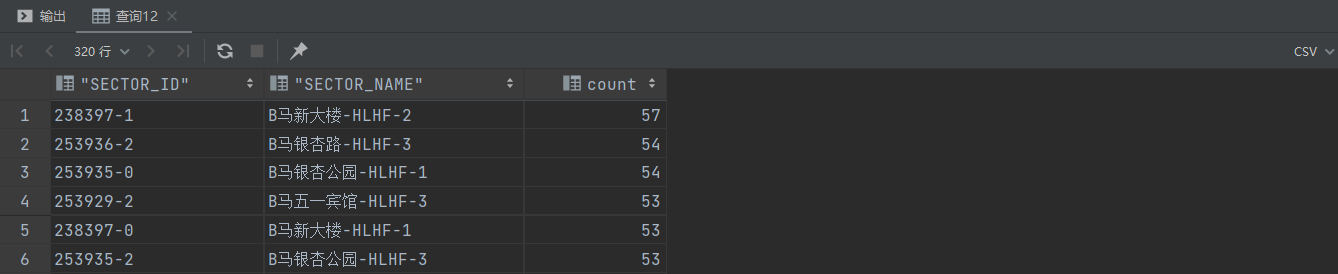 输出 查询12
320 行 CSV
"SECTOR_ID" "SECTOR_NAME" count
1 238397-1 B马新大楼-HLHF-2 57
2 253936-2 B马银杏路-HLHF-3 54
3 253935-0 B马银杏公园-HLHF-1 54
4 253929-2 B马五一宾馆-HLHF-3 53
5 238397-0 B马新大楼-HLHF-1 53
6 253935-2 B马银杏公园-HLHF-3 53